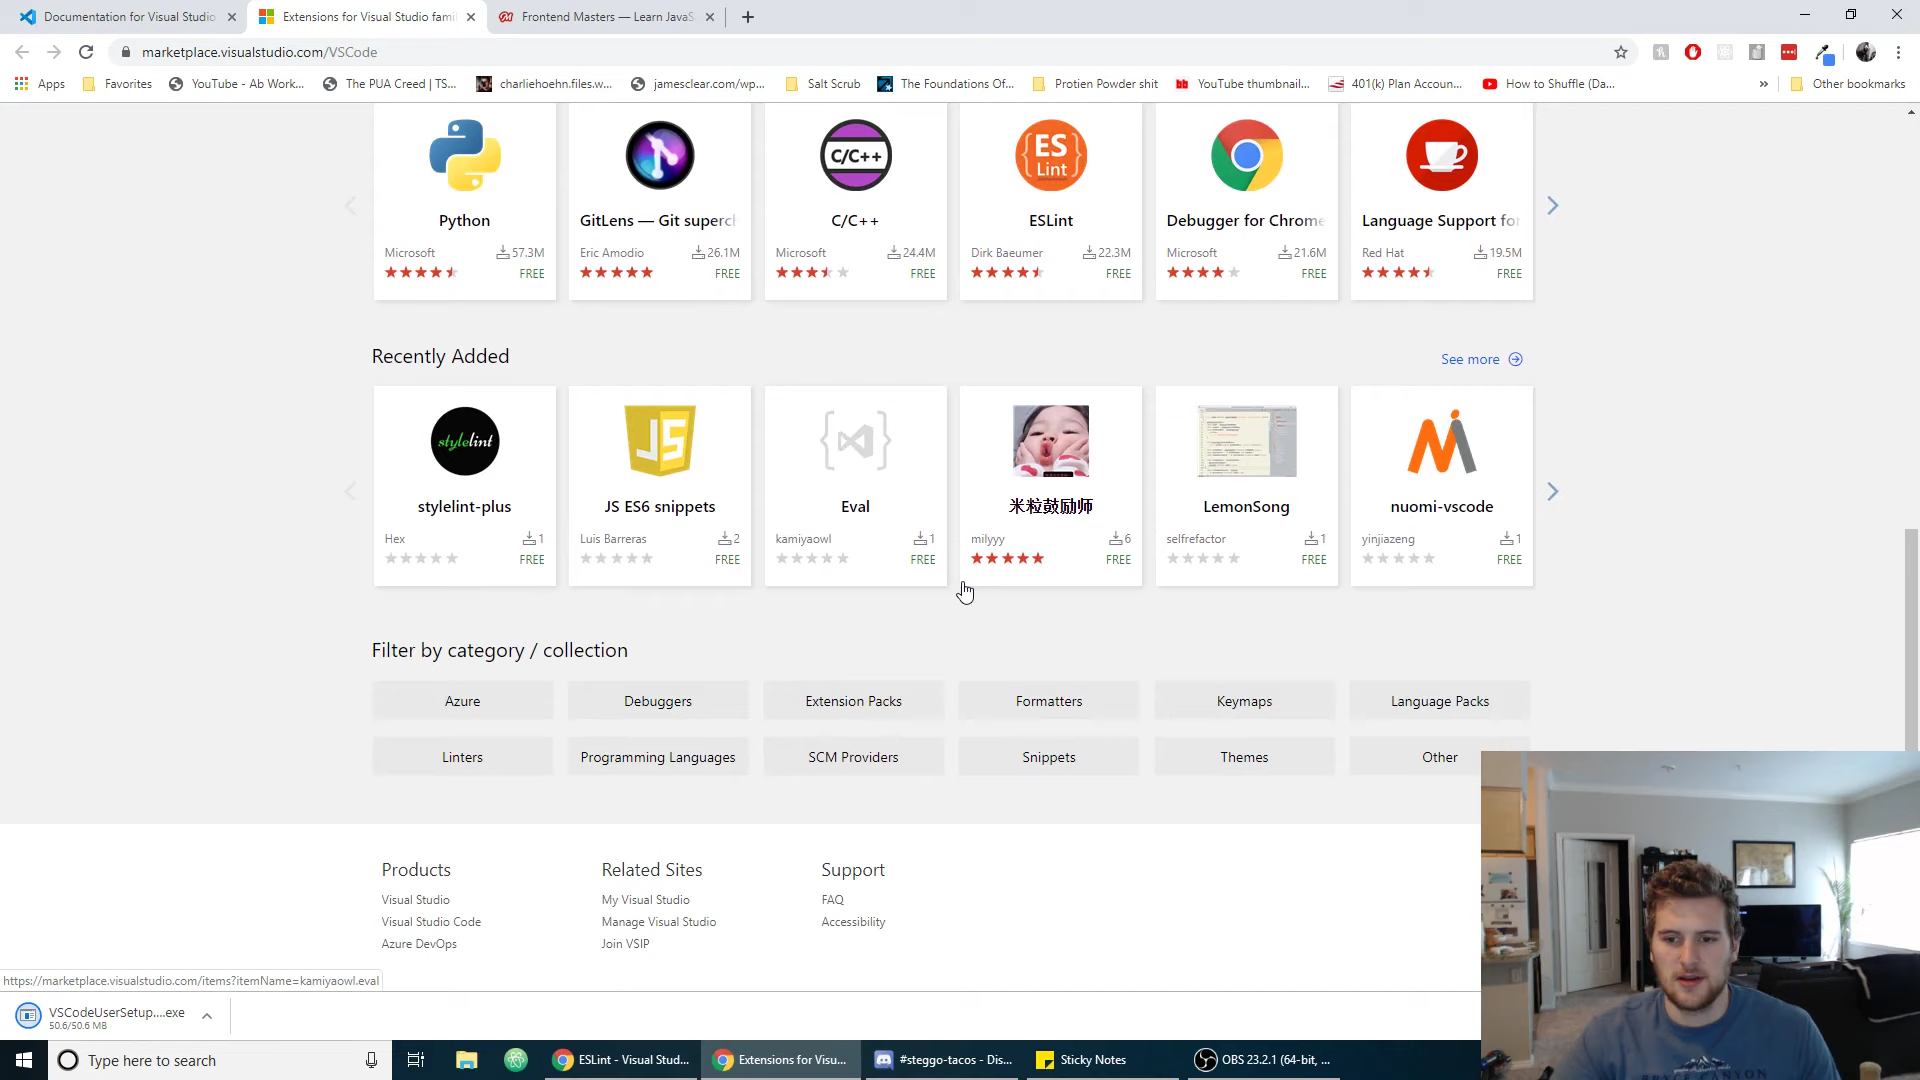 Documentation for Visual Studio
Extensions for Visual Studio fami
Frontend Masters — Learn JavaS
marketplace.visualstudio.com/VSCode
Apps
Favorites
YouTube - Ab Work...
The PUA Creed | TS...
charliehoehn.files.w...
jamesclear.com/wp...
Salt Scrub
The Foundations Of...
Protien Powder shit
YouTube thumbnail...
401(k) Plan Accoun...
How to Shuffle (Da...
»
Other bookmarks
C/C++
ES
Lint
Python
GitLens — Git superch
C/C++
ESLint
Debugger for Chrome
Language Support for
Microsoft 57.3M
Eric Amodio 26.1M
Microsoft 24.4M
Dirk Baeumer 22.3M
Microsoft 21.6M
Red Hat 19.5M
FREE
FREE
FREE
FREE
FREE
FREE
Recently Added
See more
stylelint
JS
stylelint-plus
JS ES6 snippets
Eval
米粒鼓励师
LemonSong
nuomi-vscode
Hex 1
Luis Barreras 2
kamiyaowl 1
milyyy 6
selfrefactor 1
yinjiazeng 1
FREE
FREE
FREE
FREE
FREE
FREE
Filter by category / collection
Azure
Debuggers
Extension Packs
Formatters
Keymaps
Language Packs
Linters
Programming Languages
SCM Providers
Snippets
Themes
Other
Products
Related Sites
Support
Visual Studio
My Visual Studio
FAQ
Visual Studio Code
Manage Visual Studio
Accessibility
Azure DevOps
Join VSIP
https://marketplace.visualstudio.com/items?itemName=kamiyaowl.eval
VSCodeUserSetup....exe
50.6/50.6 MB
Type here to search
ESLint - Visual Stud...
Extensions for Visu...
#steggo-tacos - Dis...
Sticky Notes
OBS 23.2.1 (64-bit, ...